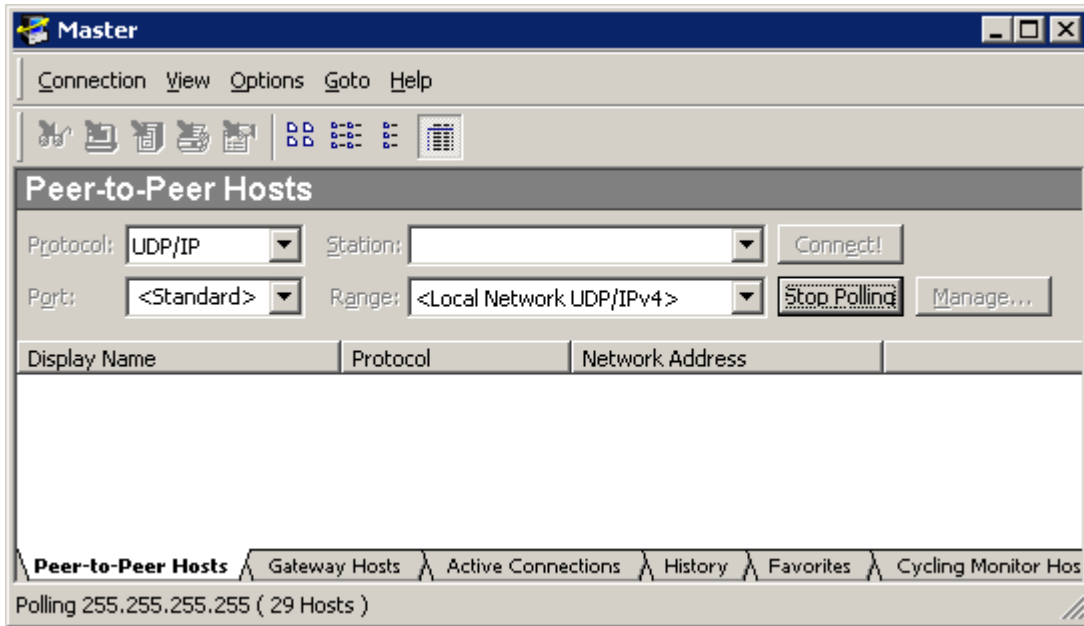 Master
Connection View Options Goto Help
Peer-to-Peer Hosts
Protocol: UDP/IP Station: Connect!
Port: <Standard> Range: <Local Network UDP/IPv4> Stop Polling Manage...
Display Name Protocol Network Address
Peer-to-Peer Hosts Gateway Hosts Active Connections History Favorites Cycling Monitor Hos
Polling 255.255.255.255 ( 29 Hosts )